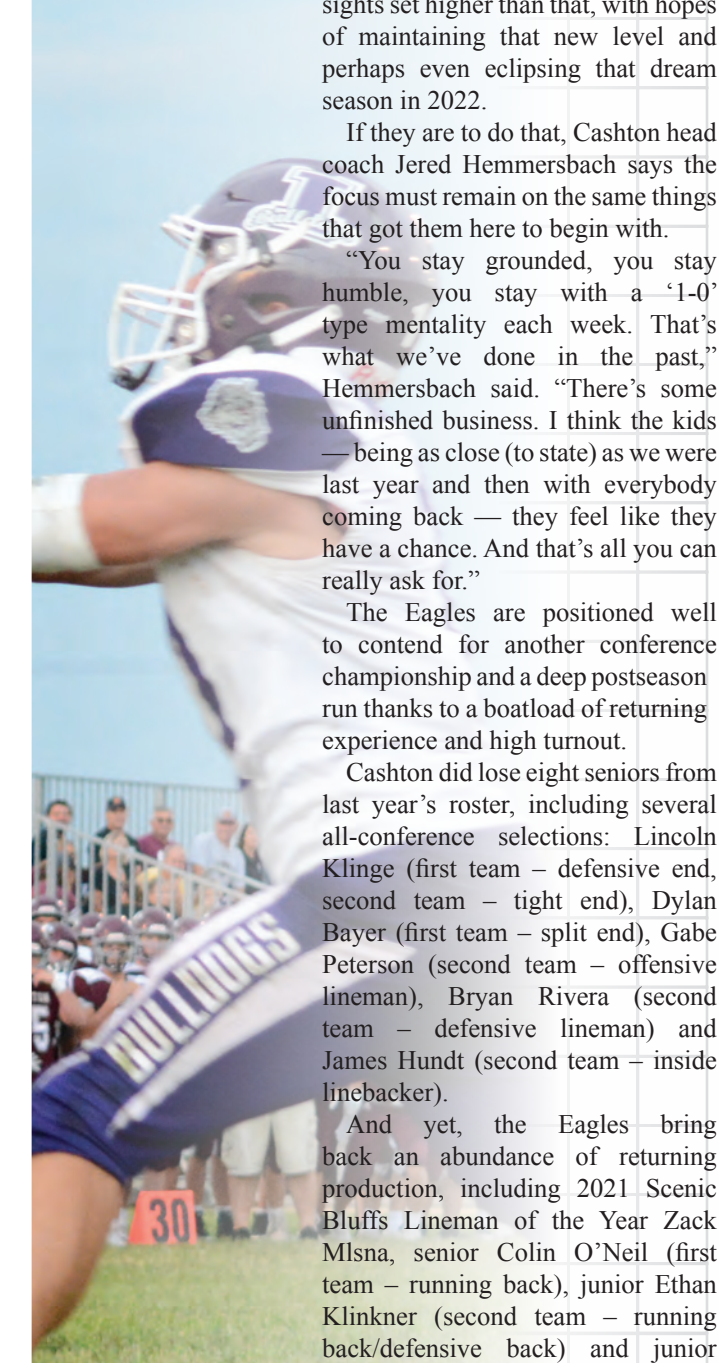 sights set higher than that, with hopes
of maintaining that new level and
perhaps even eclipsing that dream
season in 2022.
If they are to do that, Cashton head
coach Jered Hemmersbach says the
focus must remain on the same things
that got them here to begin with.
“You stay grounded, you stay
humble, you stay with a ‘1-0’
type mentality each week. That’s
what we’ve done in the past,”
Hemmersbach said. “There’s some
unfinished business. I think the kids
— being as close (to state) as we were
last year and then with everybody
coming back — they feel like they
have a chance. And that’s all you can
really ask for.”
The Eagles are positioned well
to contend for another conference
championship and a deep postseason
run thanks to a boatload of returning
experience and high turnout.
Cashton did lose eight seniors from
last year’s roster, including several
all-conference selections: Lincoln
Klinge (first team – defensive end,
second team – tight end), Dylan
Bayer (first team – split end), Gabe
Peterson (second team – offensive
lineman), Bryan Rivera (second
team – defensive lineman) and
James Hundt (second team – inside
linebacker).
And yet, the Eagles bring
back an abundance of returning
production, including 2021 Scenic
Bluffs Lineman of the Year Zack
Mlsna, senior Colin O’Neil (first
team – running back), junior Ethan
Klinkner (second team – running
back/defensive back) and junior
BULLDOGS
30